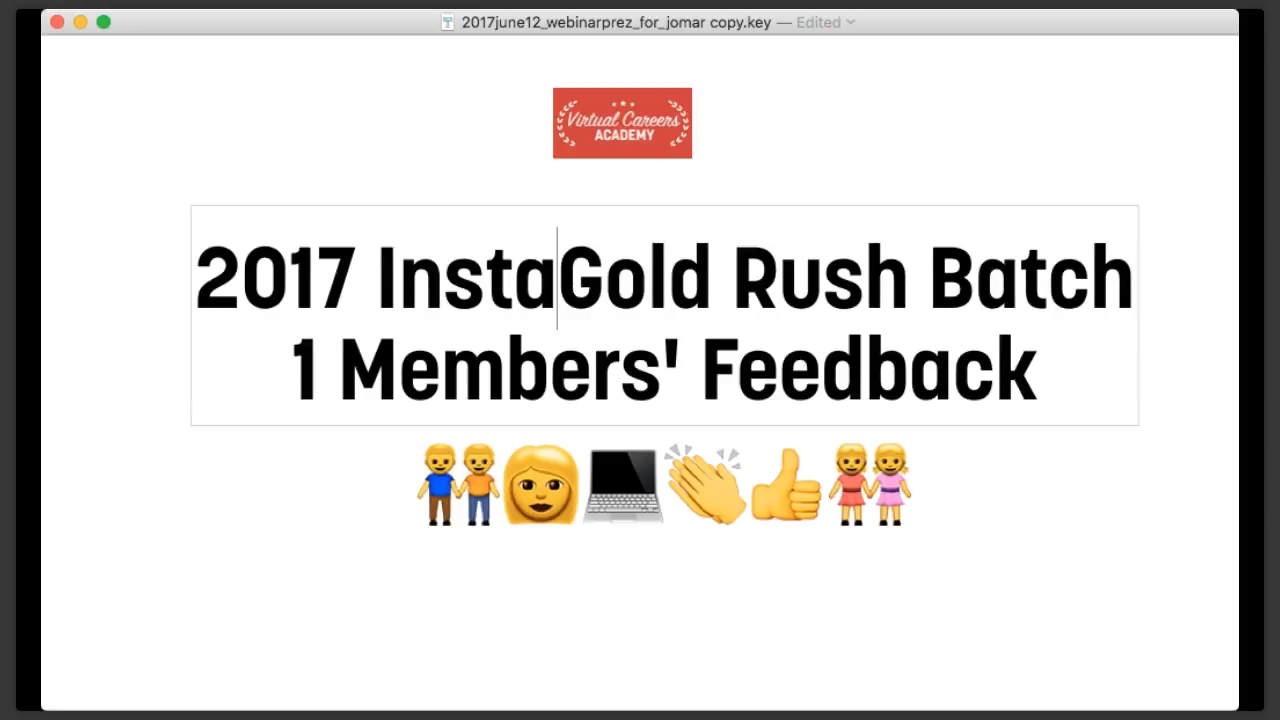 2017june12_webinarprez_for_jomar copy.key — Edited
Virtual Careers
ACADEMY
2017 InstaGold Rush Batch
1 Members' Feedback